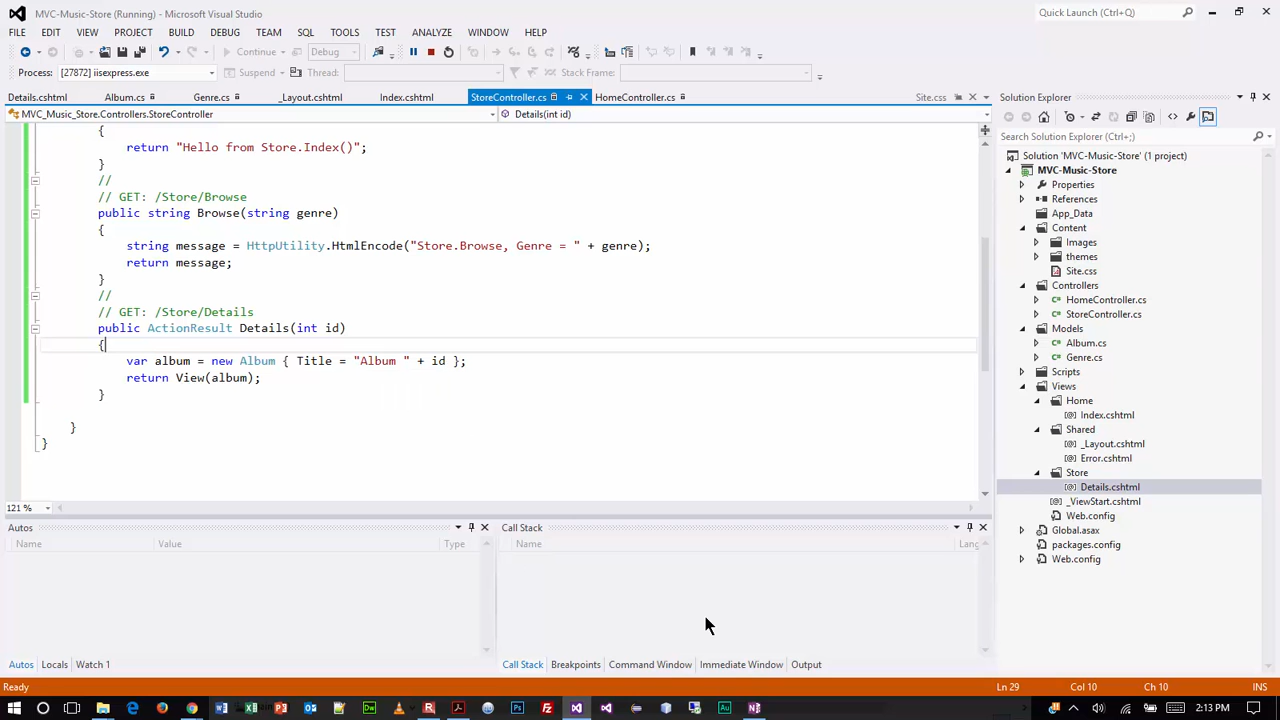 MVC-Music-Store (Running) - Microsoft Visual Studio
Quick Launch (Ctrl+Q)
FILE EDIT VIEW PROJECT BUILD DEBUG TEAM SQL TOOLS TEST ANALYZE WINDOW HELP
Continue Debug
Process: [27872] iisexpress.exe Suspend Thread: Stack Frame:
Details.cshtml Album.cs Genre.cs _Layout.cshtml Index.cshtml StoreController.cs HomeController.cs Site.css
MVC_Music_Store.Controllers.StoreController Details(int id)
{
return "Hello from Store.Index()";
}
//
// GET: /Store/Browse
public string Browse(string genre)
{
string message = HttpUtility.HtmlEncode("Store.Browse, Genre = " + genre);
return message;
}
//
// GET: /Store/Details
public ActionResult Details(int id)
{
var album = new Album { Title = "Album " + id };
return View(album);
}
}
}
121 %
Autos
Name Value Type
Autos Locals Watch 1
Call Stack
Name Lang
Call Stack Breakpoints Command Window Immediate Window Output
Solution Explorer
Search Solution Explorer (Ctrl+;)
Solution 'MVC-Music-Store' (1 project)
MVC-Music-Store
Properties
References
App_Data
Content
Images
themes
Site.css
Controllers
HomeController.cs
StoreController.cs
Models
Album.cs
Genre.cs
Scripts
Views
Home
Index.cshtml
Shared
_Layout.cshtml
Error.cshtml
Store
Details.cshtml
_ViewStart.cshtml
Web.config
Global.asax
packages.config
Web.config
Ready Ln 29 Col 10 Ch 10 INS
2:13 PM